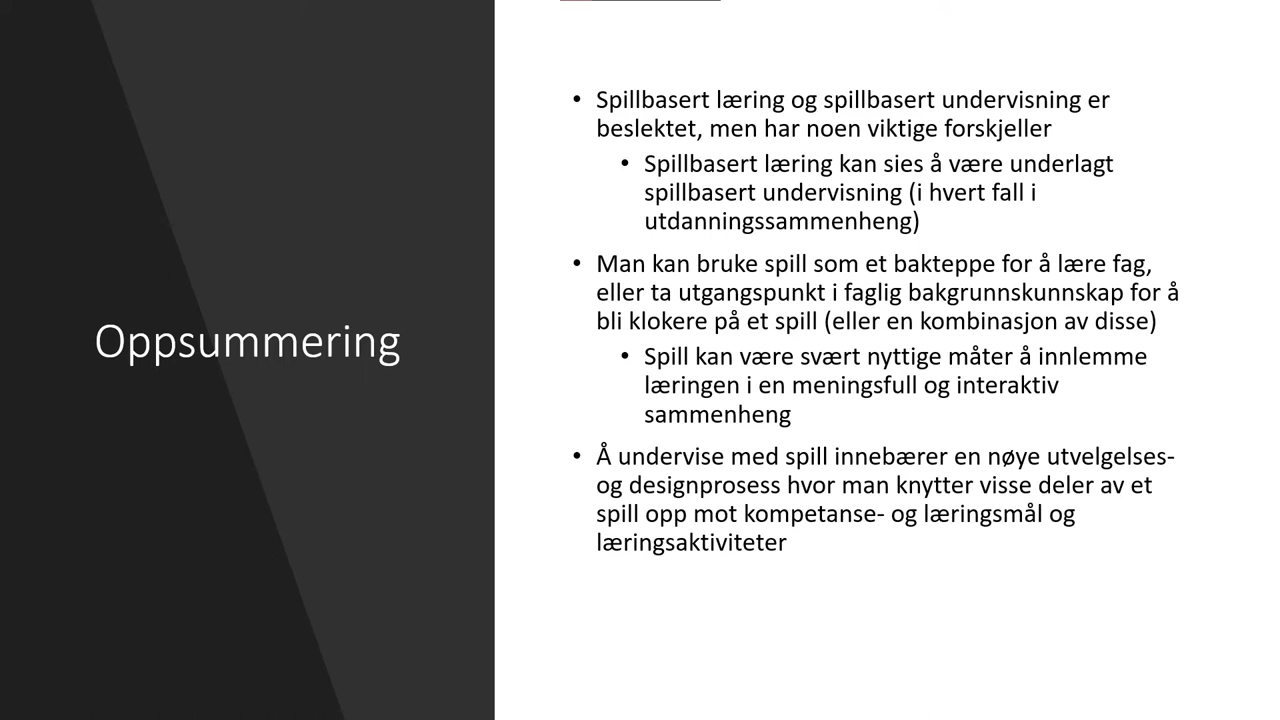 Oppsummering
• Spillbasert læring og spillbasert undervisning er
beslektet, men har noen viktige forskjeller
• Spillbasert læring kan sies å være underlagt
spillbasert undervisning (i hvert fall i
utdanningssammenheng)
• Man kan bruke spill som et bakteppe for å lære fag,
eller ta utgangspunkt i faglig bakgrunnskunnskap for å
bli klokere på et spill (eller en kombinasjon av disse)
• Spill kan være svært nyttige måter å innlemme
læringen i en meningsfull og interaktiv
sammenheng
• Å undervise med spill innebærer en nøye utvelgelses-
og designprosess hvor man knytter visse deler av et
spill opp mot kompetanse- og læringsmål og
læringsaktiviteter